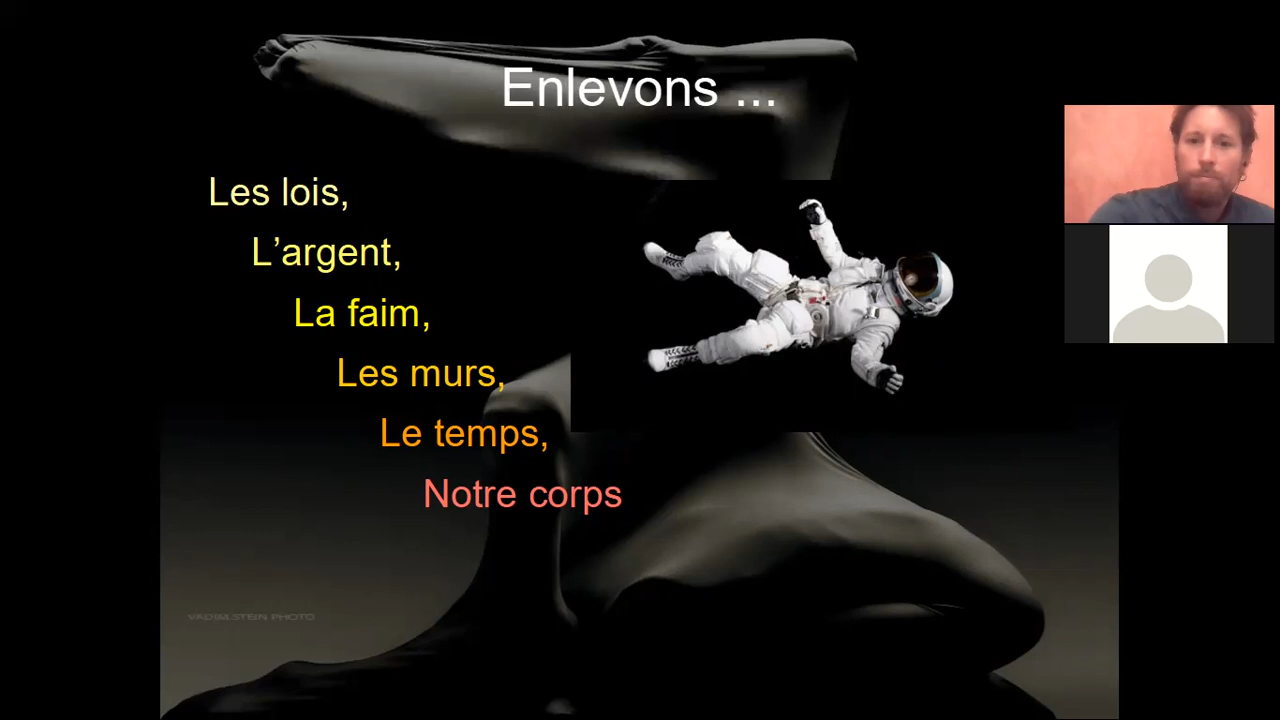 Enlevons ...
Les lois,
L’argent,
La faim,
Les murs,
Le temps,
Notre corps
VADIM STEIN PHOTO